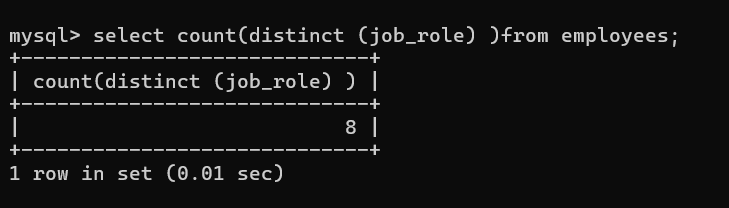 mysql> select count(distinct (job_role) )from employees;
+-----------------------------+
| count(distinct (job_role) ) |
+-----------------------------+
|                           8 |
+-----------------------------+
1 row in set (0.01 sec)